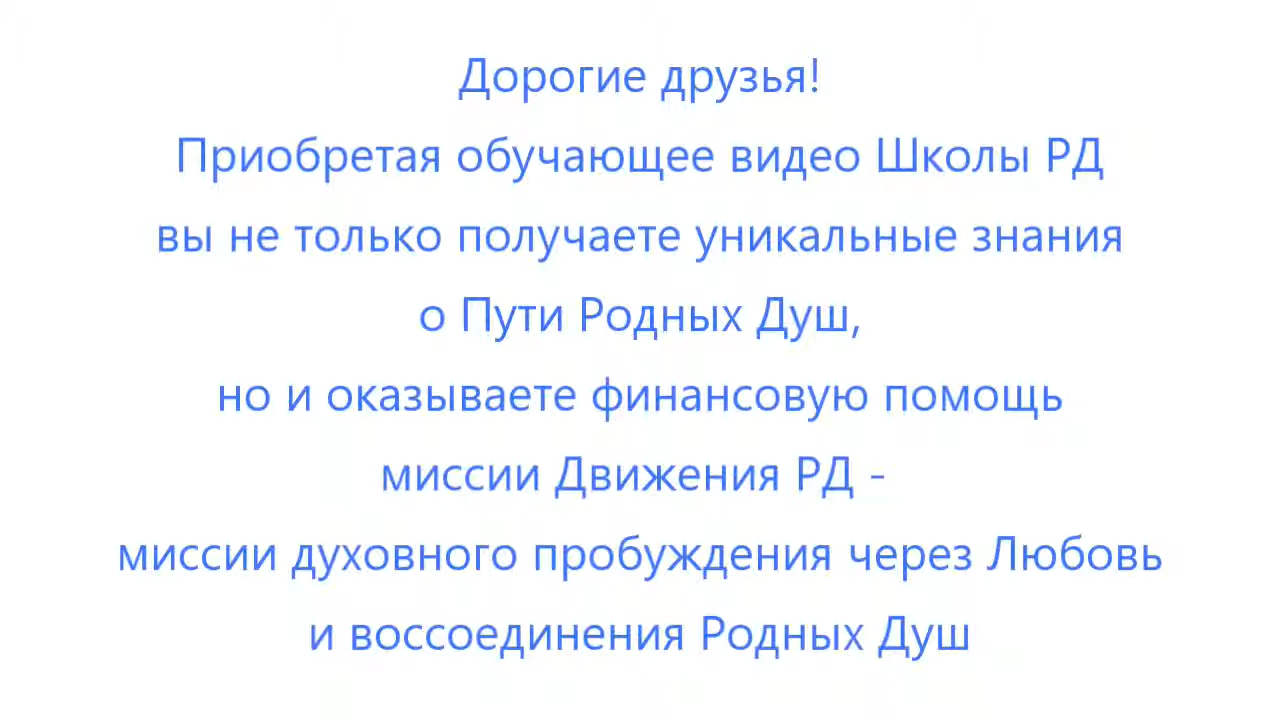 Дорогие друзья!
Приобретая обучающее видео Школы РД
вы не только получаете уникальные знания
о Пути Родных Душ,
но и оказываете финансовую помощь
миссии Движения РД -
миссии духовного пробуждения через Любовь
и воссоединения Родных Душ